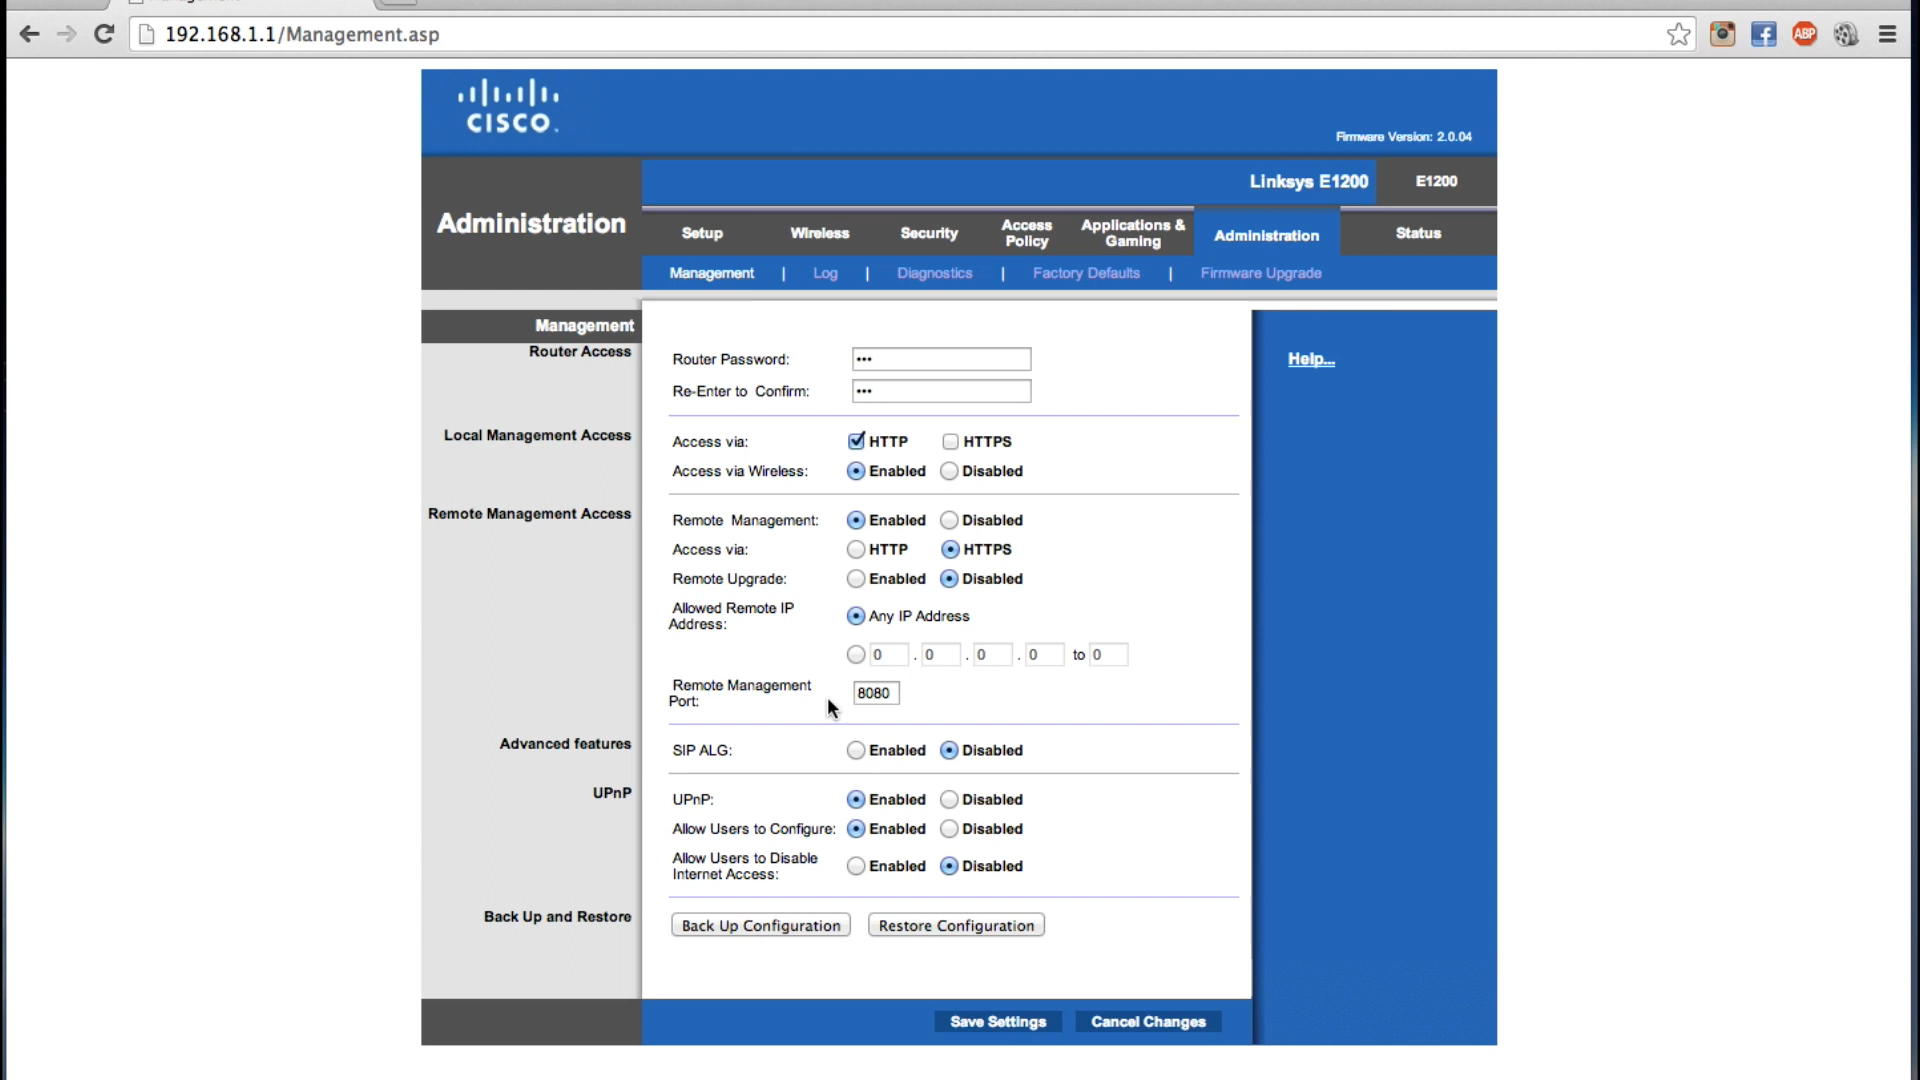 192.168.1.1/Management.asp
ABP
CISCO.
Firmware Version: 2.0.04
Linksys E1200 E1200
Administration
Setup Wireless Security Access Policy Applications & Gaming Administration Status
Management | Log | Diagnostics | Factory Defaults | Firmware Upgrade
Management
Router Access
Router Password: •••
Help...
Re-Enter to Confirm: •••
Local Management Access
Access via: HTTP HTTPS
Access via Wireless: Enabled Disabled
Remote Management Access
Remote Management: Enabled Disabled
Access via: HTTP HTTPS
Remote Upgrade: Enabled Disabled
Allowed Remote IP
Address:
Any IP Address
0 . 0 . 0 . 0 to 0
Remote Management
Port:
8080
Advanced features
SIP ALG: Enabled Disabled
UPnP
UPnP: Enabled Disabled
Allow Users to Configure: Enabled Disabled
Allow Users to Disable
Internet Access:
Enabled Disabled
Back Up and Restore
Back Up Configuration Restore Configuration
Save Settings Cancel Changes